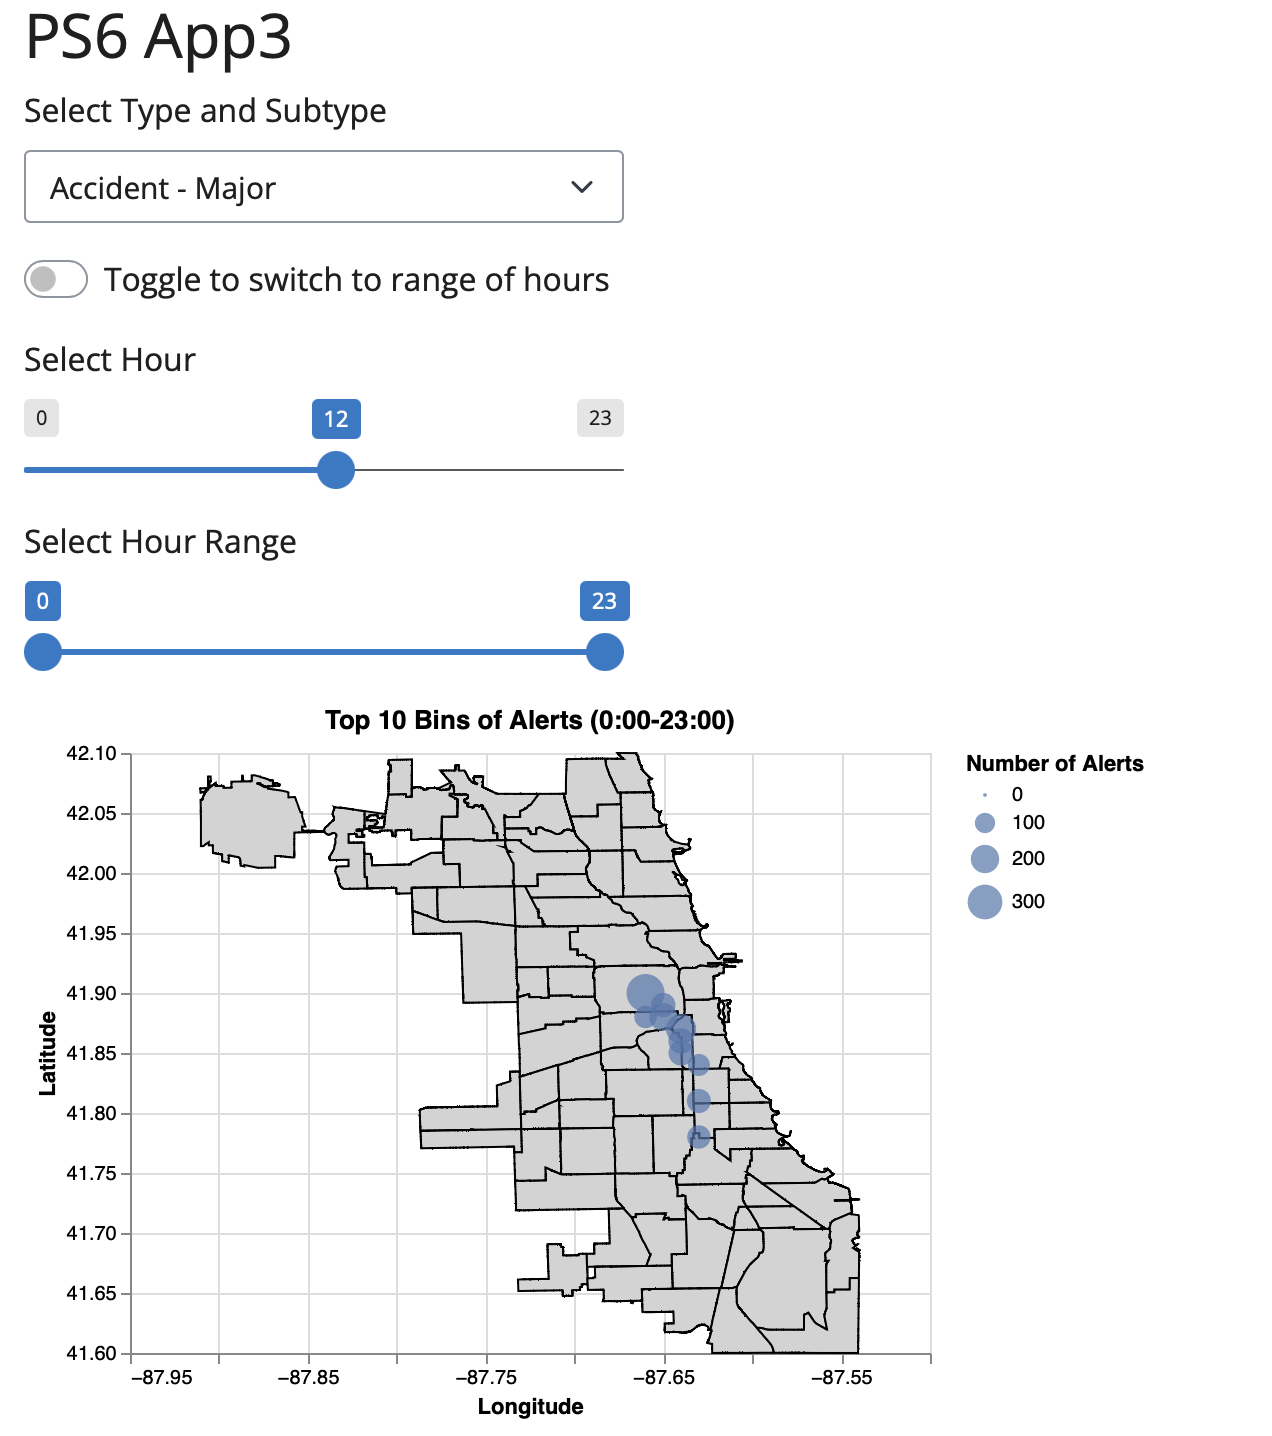 PS6 App3
Select Type and Subtype
Accident - Major
Toggle to switch to range of hours
Select Hour
0 12 23
Select Hour Range
0 23
Top 10 Bins of Alerts (0:00-23:00)
42.10
42.05
42.00
41.95
41.90
41.85
41.80
41.75
41.70
41.65
41.60
Latitude
−87.95 −87.85 −87.75 −87.65 −87.55
Longitude
Number of Alerts
0
100
200
300